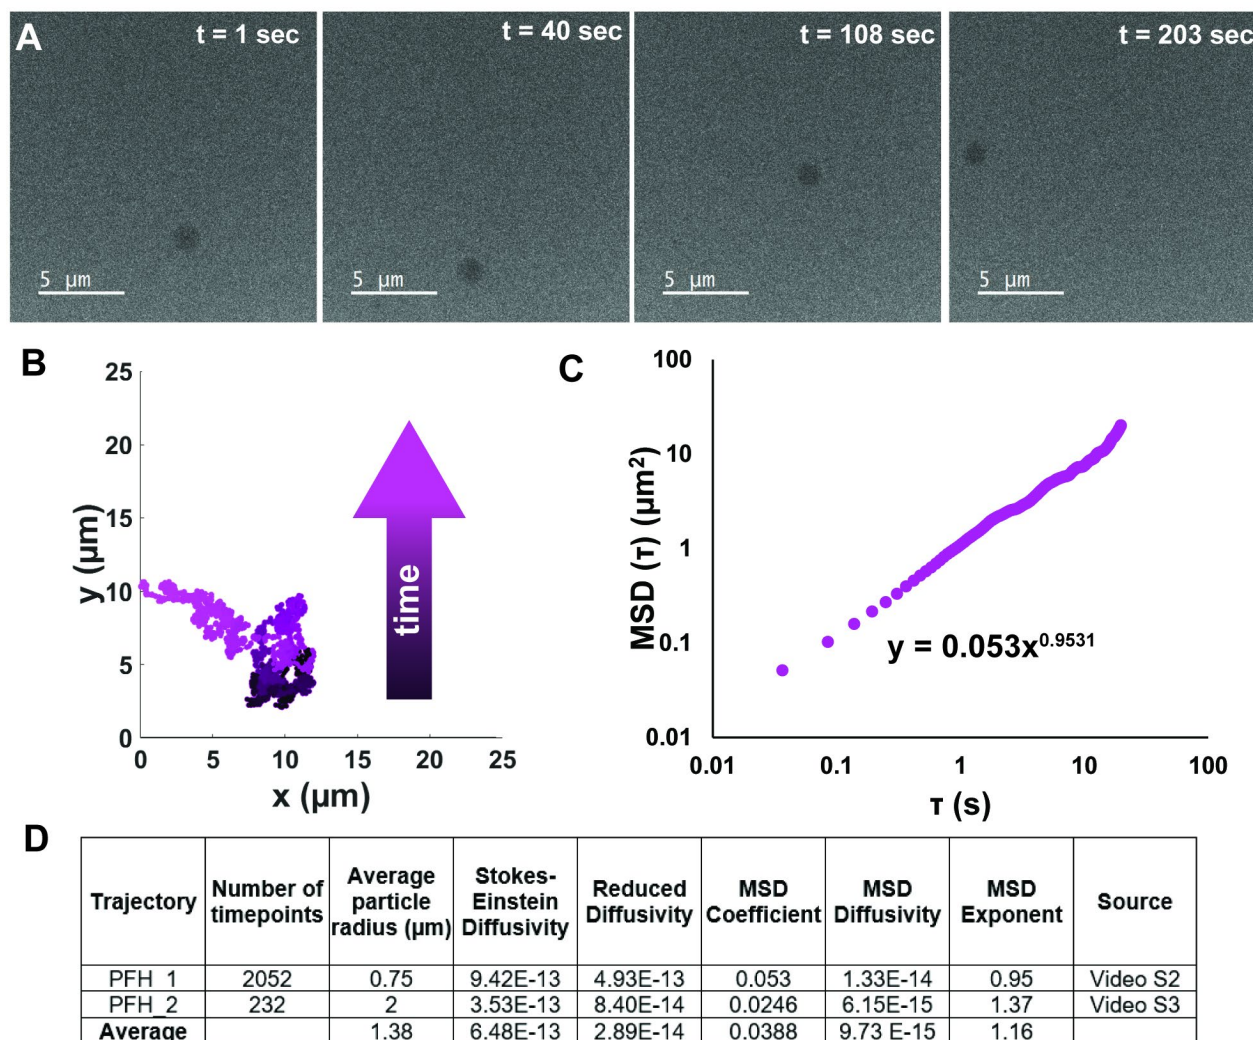 A
t = 1 sec
t = 40 sec
t = 108 sec
t = 203 sec
5 μm
5 μm
5 μm
5 μm
B
25
20
15
10
5
0
0 5 10 15 20 25
y (μm)
x (μm)
time
C
100
10
1
0.1
0.01
0.01 0.1 1 10 100
MSD (τ) (μm²)
τ (s)
y = 0.053x^0.9531
D
Trajectory Number of timepoints Average particle radius (μm) Stokes-Einstein Diffusivity Reduced Diffusivity MSD Coefficient MSD Diffusivity MSD Exponent Source
PFH_1 2052 0.75 9.42E-13 4.93E-13 0.053 1.33E-14 0.95 Video S2
PFH_2 232 2 3.53E-13 8.40E-14 0.0246 6.15E-15 1.37 Video S3
Average 1.38 6.48E-13 2.89E-14 0.0388 9.73 E-15 1.16